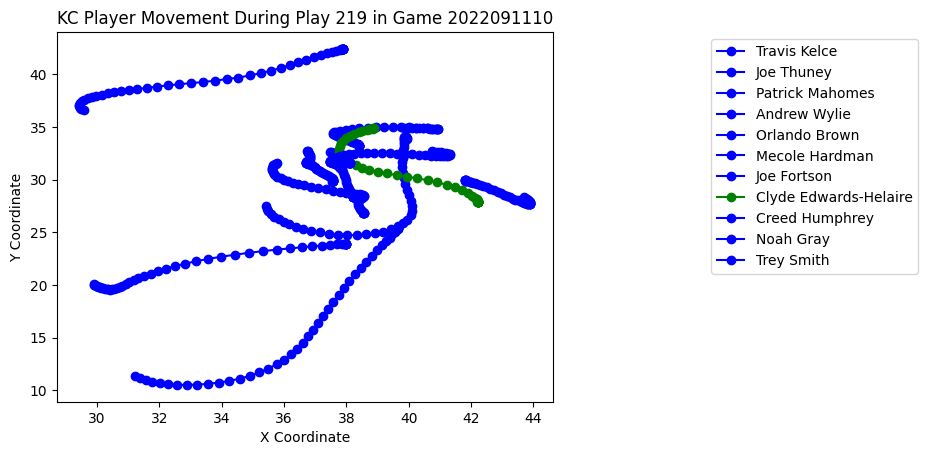 KC Player Movement During Play 219 in Game 2022091110
Y Coordinate
40
35
30
25
20
15
10
30 32 34 36 38 40 42 44
X Coordinate
Travis Kelce
Joe Thuney
Patrick Mahomes
Andrew Wylie
Orlando Brown
Mecole Hardman
Joe Fortson
Clyde Edwards-Helaire
Creed Humphrey
Noah Gray
Trey Smith